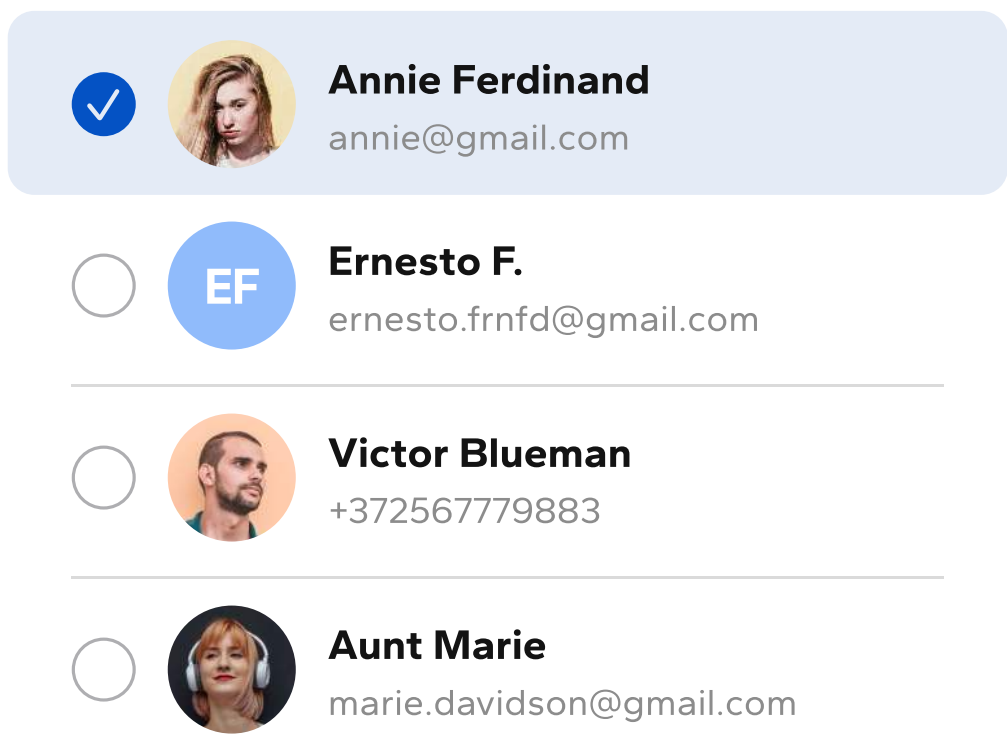 Annie Ferdinand
annie@gmail.com
EF
Ernesto F.
ernesto.frnfd@gmail.com
Victor Blueman
+372567779883
Aunt Marie
marie.davidson@gmail.com